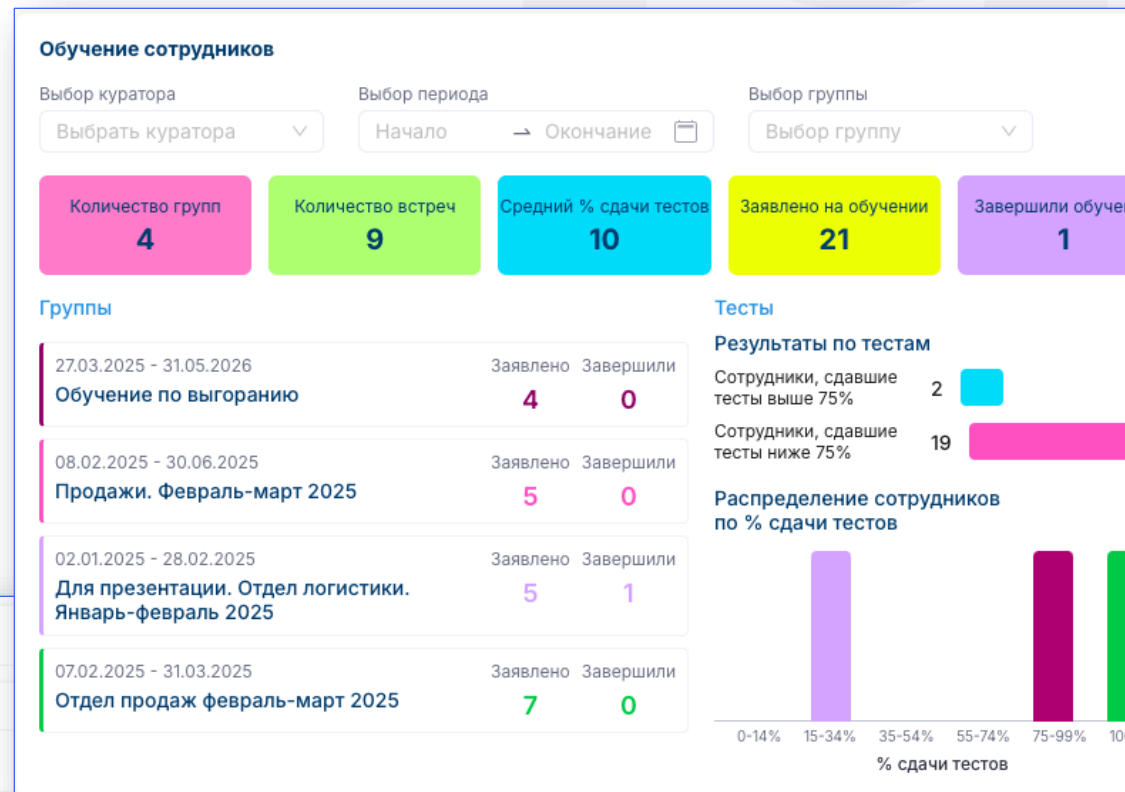 Обучение сотрудников
Выбор куратора
Выбор периода
Выбор группы
Выбрать куратора
Начало → Окончание
Выбор группу
Количество групп
4
Количество встреч
9
Средний % сдачи тестов
10
Заявлено на обучении
21
Завершили обуче
1
Группы
27.03.2025 - 31.05.2026
Обучение по выгоранию
Заявлено Завершили
4 0
08.02.2025 - 30.06.2025
Продажи. Февраль-март 2025
Заявлено Завершили
5 0
02.01.2025 - 28.02.2025
Для презентации. Отдел логистики.
Январь-февраль 2025
Заявлено Завершили
5 1
07.02.2025 - 31.03.2025
Отдел продаж февраль-март 2025
Заявлено Завершили
7 0
Тесты
Результаты по тестам
Сотрудники, сдавшие
тесты выше 75%
2
Сотрудники, сдавшие
тесты ниже 75%
19
Распределение сотрудников
по % сдачи тестов
0-14% 15-34% 35-54% 55-74% 75-99% 10
% сдачи тестов